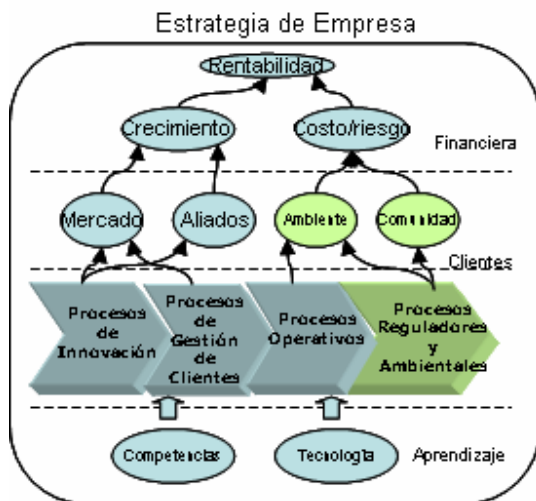 Estrategia de Empresa
Rentabilidad
Crecimiento
Costo/riesgo
Financiera
Mercado
Aliados
Ambiente
Comunidad
Clientes
Procesos
de
Innovación
Procesos
de
Gestión
de
Clientes
Procesos
Operativos
Procesos
Reguladores
y
Ambientales
Competencias
Tecnología
Aprendizaje